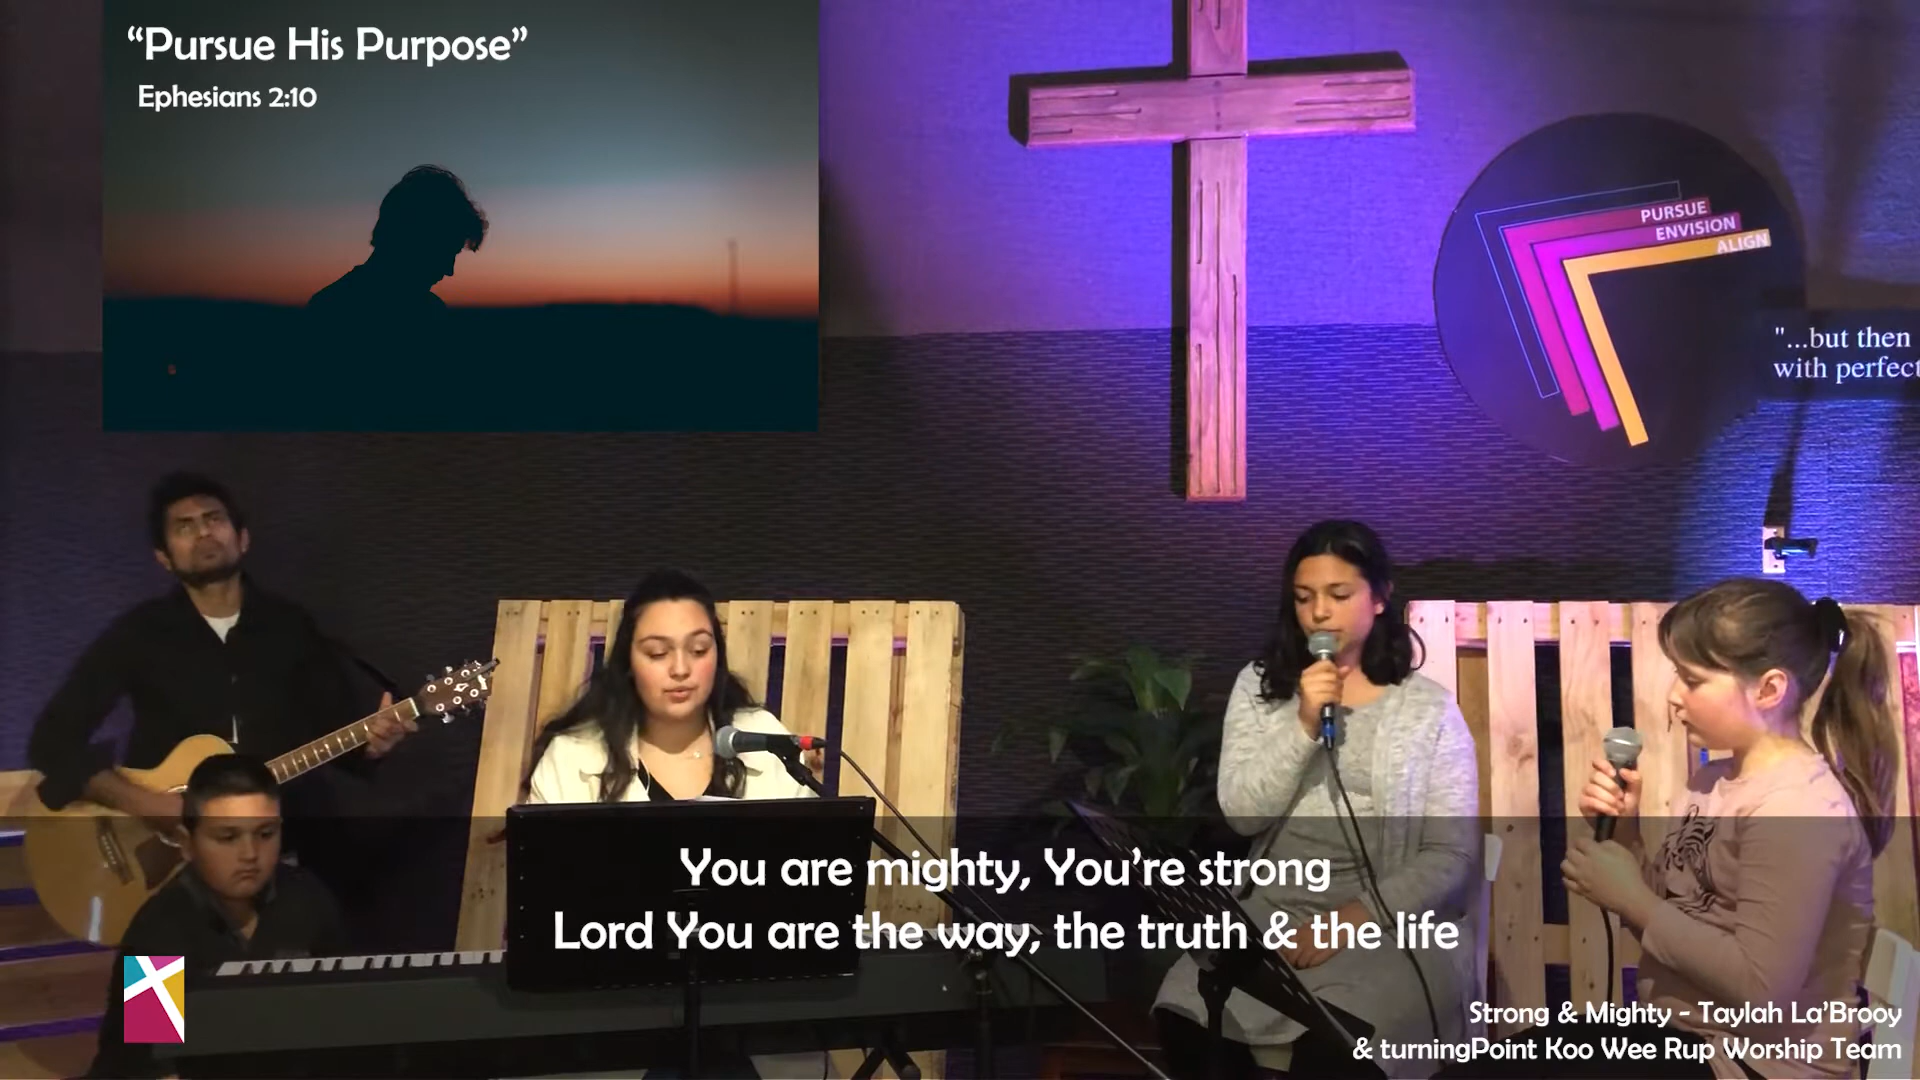 “Pursue His Purpose”
Ephesians 2:10
PURSUE
ENVISION
ALIGN
"...but then
with perfect
You are mighty, You’re strong
Lord You are the way, the truth & the life
Strong & Mighty - Taylah La’Brooy
& turningPoint Koo Wee Rup Worship Team